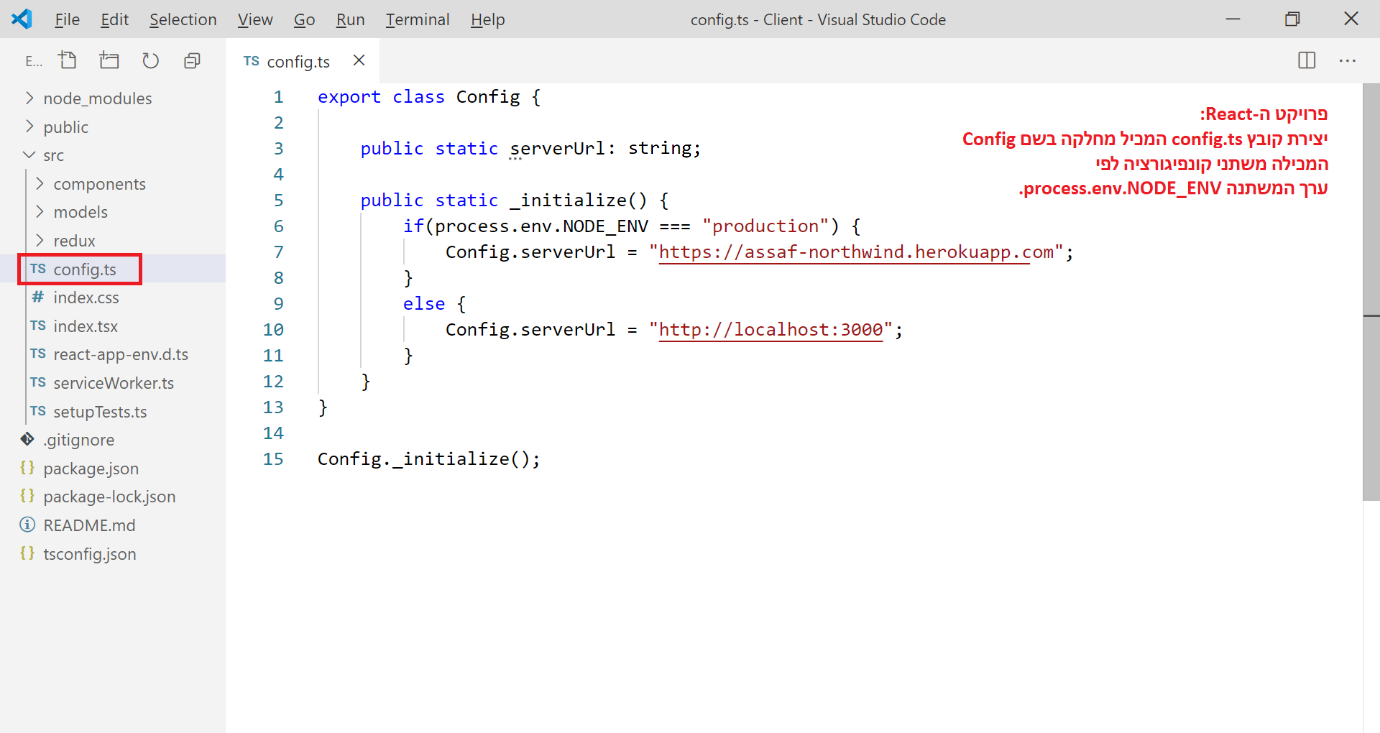 File Edit Selection View Go Run Terminal Help config.ts - Client - Visual Studio Code
E...
TS config.ts
node_modules
public
src
components
models
redux
TS config.ts
# index.css
TS index.tsx
TS react-app-env.d.ts
TS serviceWorker.ts
TS setupTests.ts
.gitignore
{} package.json
{} package-lock.json
README.md
{} tsconfig.json
1 export class Config {
2
3 public static serverUrl: string;
4
5 public static _initialize() {
6 if(process.env.NODE_ENV === "production") {
7 Config.serverUrl = "https://assaf-northwind.herokuapp.com";
8 }
9 else {
10 Config.serverUrl = "http://localhost:3000";
11 }
12 }
13 }
14
15 Config._initialize();
פרויקט ה-React:
יצירת קובץ config.ts המכיל מחלקה בשם Config
המכילה משתני קונפיגורציה לפי
ערך המשתנה process.env.NODE_ENV.